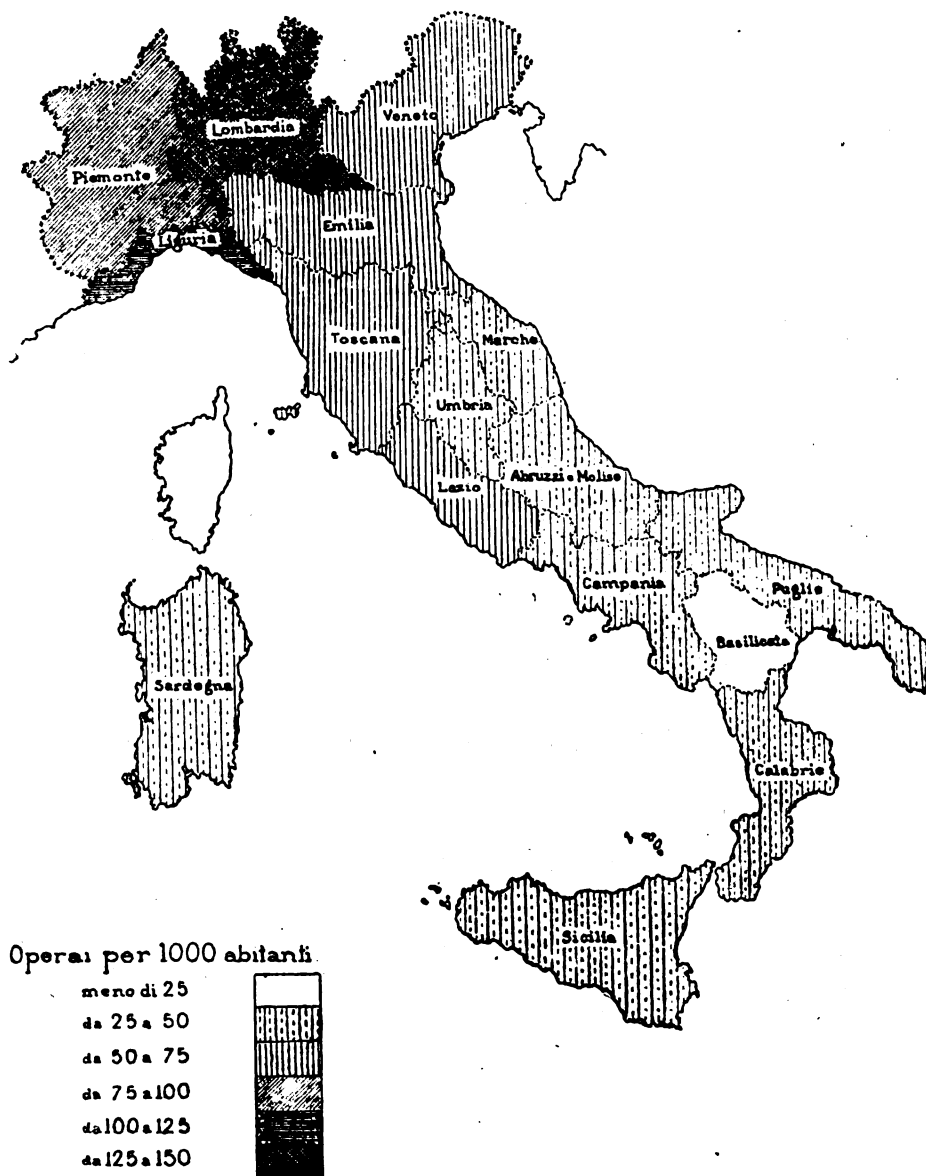 Veneto
Lombardia
Piemonte
Liguria
Emilia
Toscana
Marche
Umbria
Abruzzi e Molise
Lazio
Campania
Puglie
Basilicata
Sardegna
Calabrie
Sicilia
Operai per 1000 abitanti
meno di 25
da 25 a 50
da 50 a 75
da 75 a 100
da 100 a 125
da 125 a 150